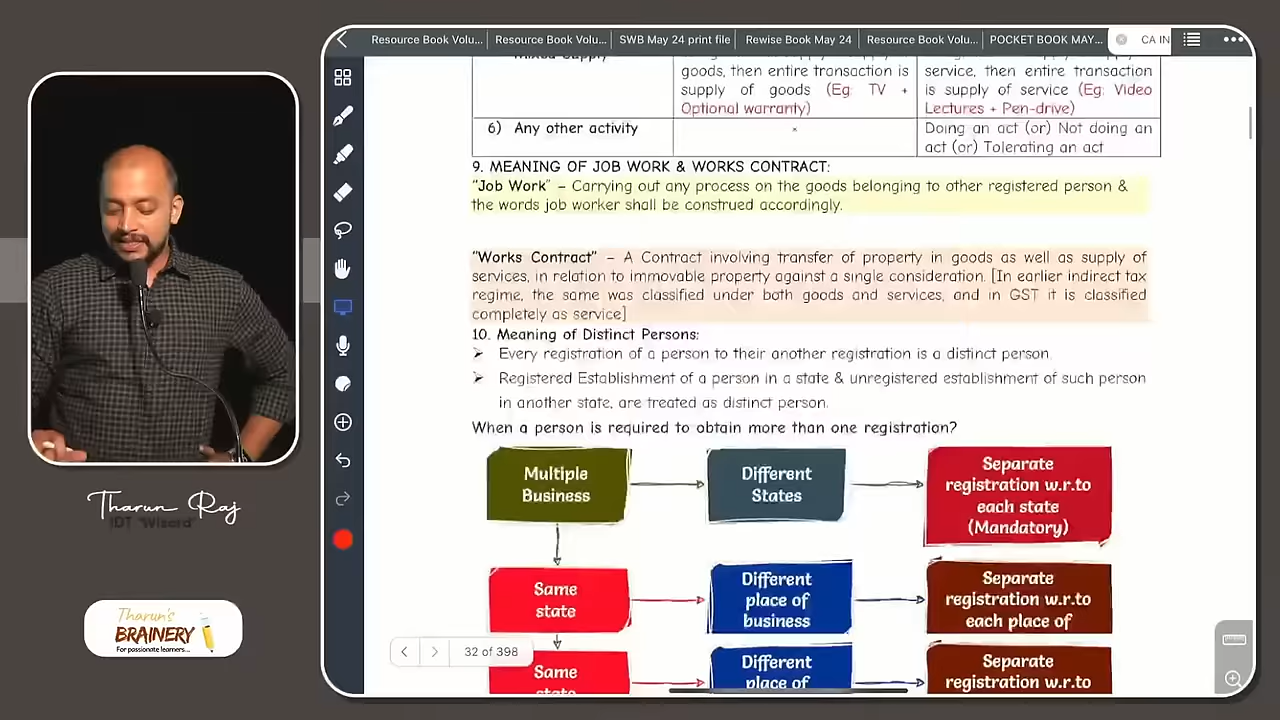 Resource Book Volu...
Resource Book Volu...
SWB May 24 print file
Rewise Book May 24
Resource Book Volu...
POCKET BOOK MAY...
CA IN
goods, then entire transaction is
supply of goods (Eg: TV +
Optional warranty)
service, then entire transaction
is supply of service (Eg: Video
Lectures + Pen-drive)
6) Any other activity
×
Doing an act (or) Not doing an
act (or) Tolerating an act
9. MEANING OF JOB WORK & WORKS CONTRACT:
"Job Work" – Carrying out any process on the goods belonging to other registered person &
the words job worker shall be construed accordingly.
"Works Contract" – A Contract involving transfer of property in goods as well as supply of
services, in relation to immovable property against a single consideration. [In earlier indirect tax
regime, the same was classified under both goods and services, and in GST it is classified
completely as service]
10. Meaning of Distinct Persons:
➢ Every registration of a person to their another registration is a distinct person.
➢ Registered Establishment of a person in a state & unregistered establishment of such person
in another state, are treated as distinct person.
When a person is required to obtain more than one registration?
Multiple
Business
Different
States
Separate
registration w.r.to
each state
(Mandatory)
Same
state
Different
place of
business
Separate
registration w.r.to
each place of
Same
state
Different
place of
Separate
registration w.r.to
32 of 398
Tharun Raj
IDT "Wizard"
Tharun's
BRAINERY
For passionate learners...